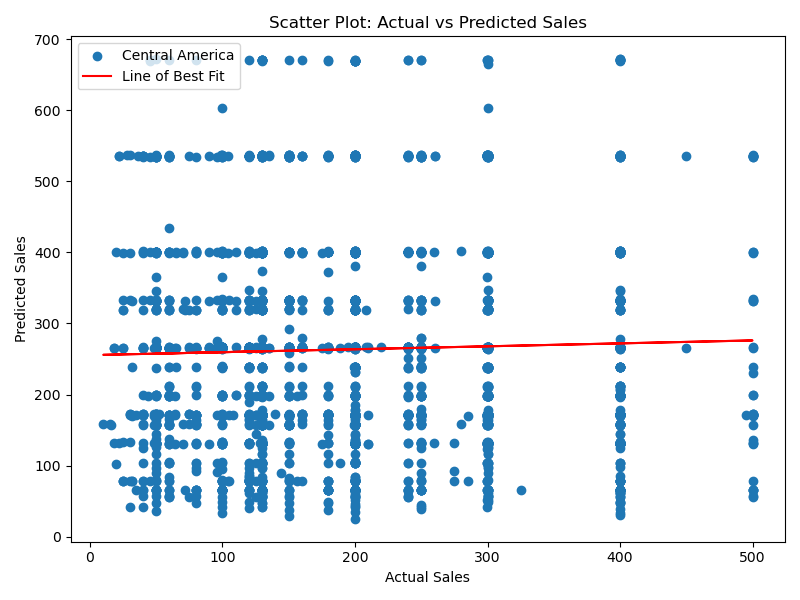 Scatter Plot: Actual vs Predicted Sales
Central America
Line of Best Fit
700
600
500
400
300
200
100
0
Predicted Sales
0 100 200 300 400 500
Actual Sales